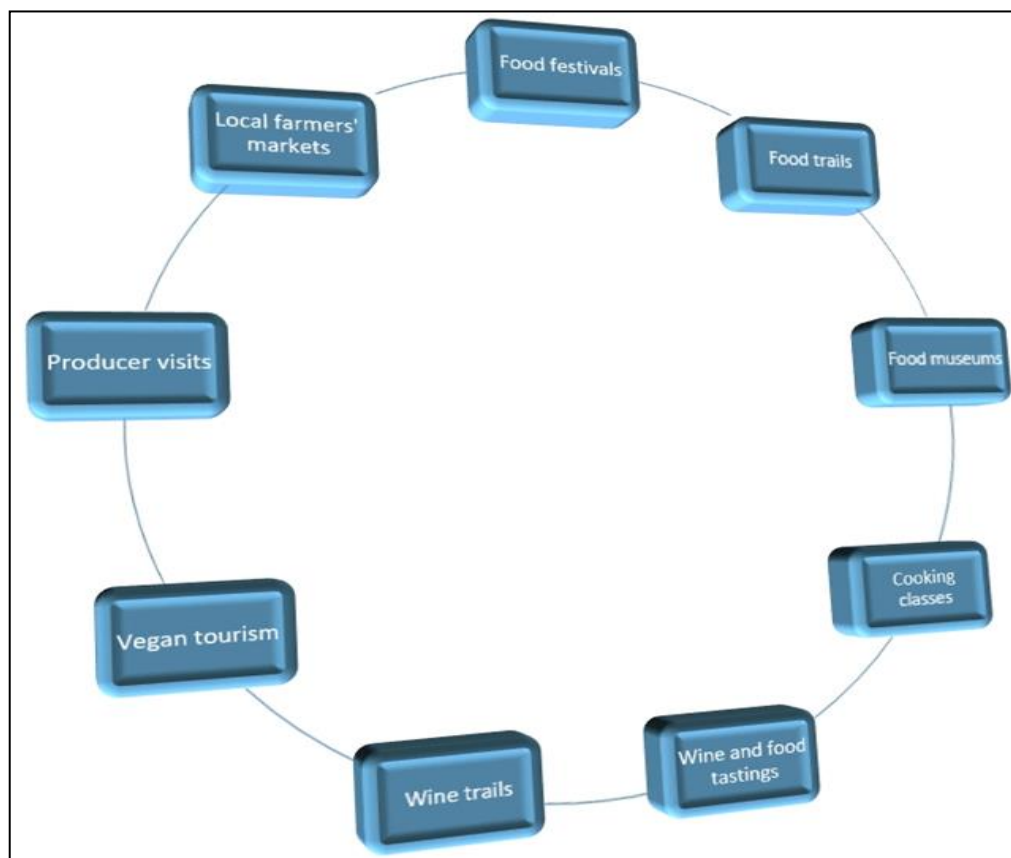 Food festivals
Food trails
Food museums
Cooking
classes
Wine and food
tastings
Wine trails
Vegan tourism
Producer visits
Local farmers'
markets